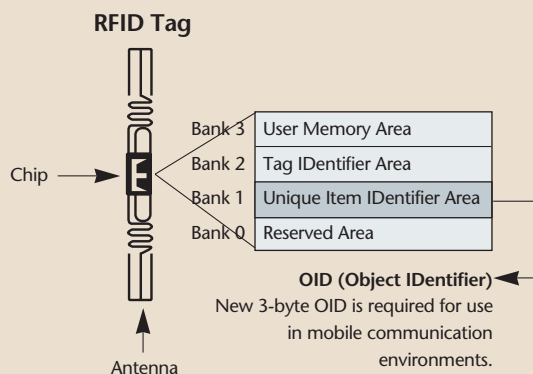 RFID Tag
Bank 3 User Memory Area
Bank 2 Tag IDentifier Area
Chip
Bank 1 Unique Item IDentifier Area
Bank 0 Reserved Area
OID (Object IDentifier)
New 3-byte OID is required for use
in mobile communication
environments.
Antenna